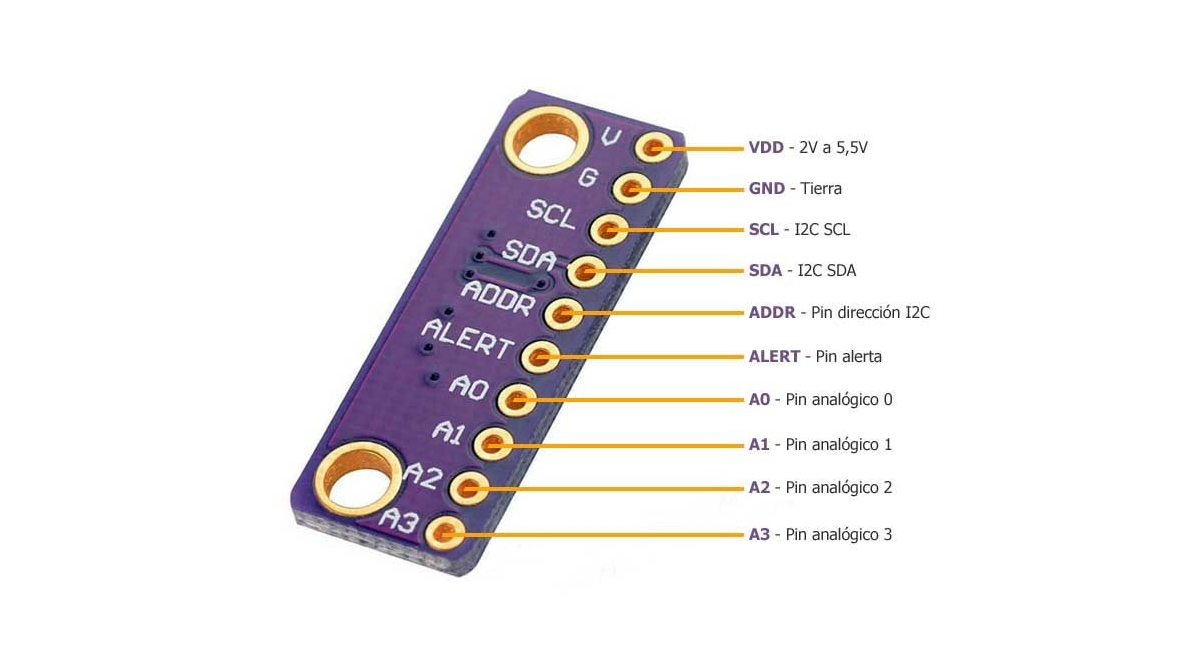 V
VDD - 2V a 5,5V
G
GND - Tierra
SCL
SCL - I2C SCL
SDA
SDA - I2C SDA
ADDR
ADDR - Pin dirección I2C
ALERT
ALERT - Pin alerta
A0
A0 - Pin analógico 0
A1
A1 - Pin analógico 1
A2
A2 - Pin analógico 2
A3
A3 - Pin analógico 3